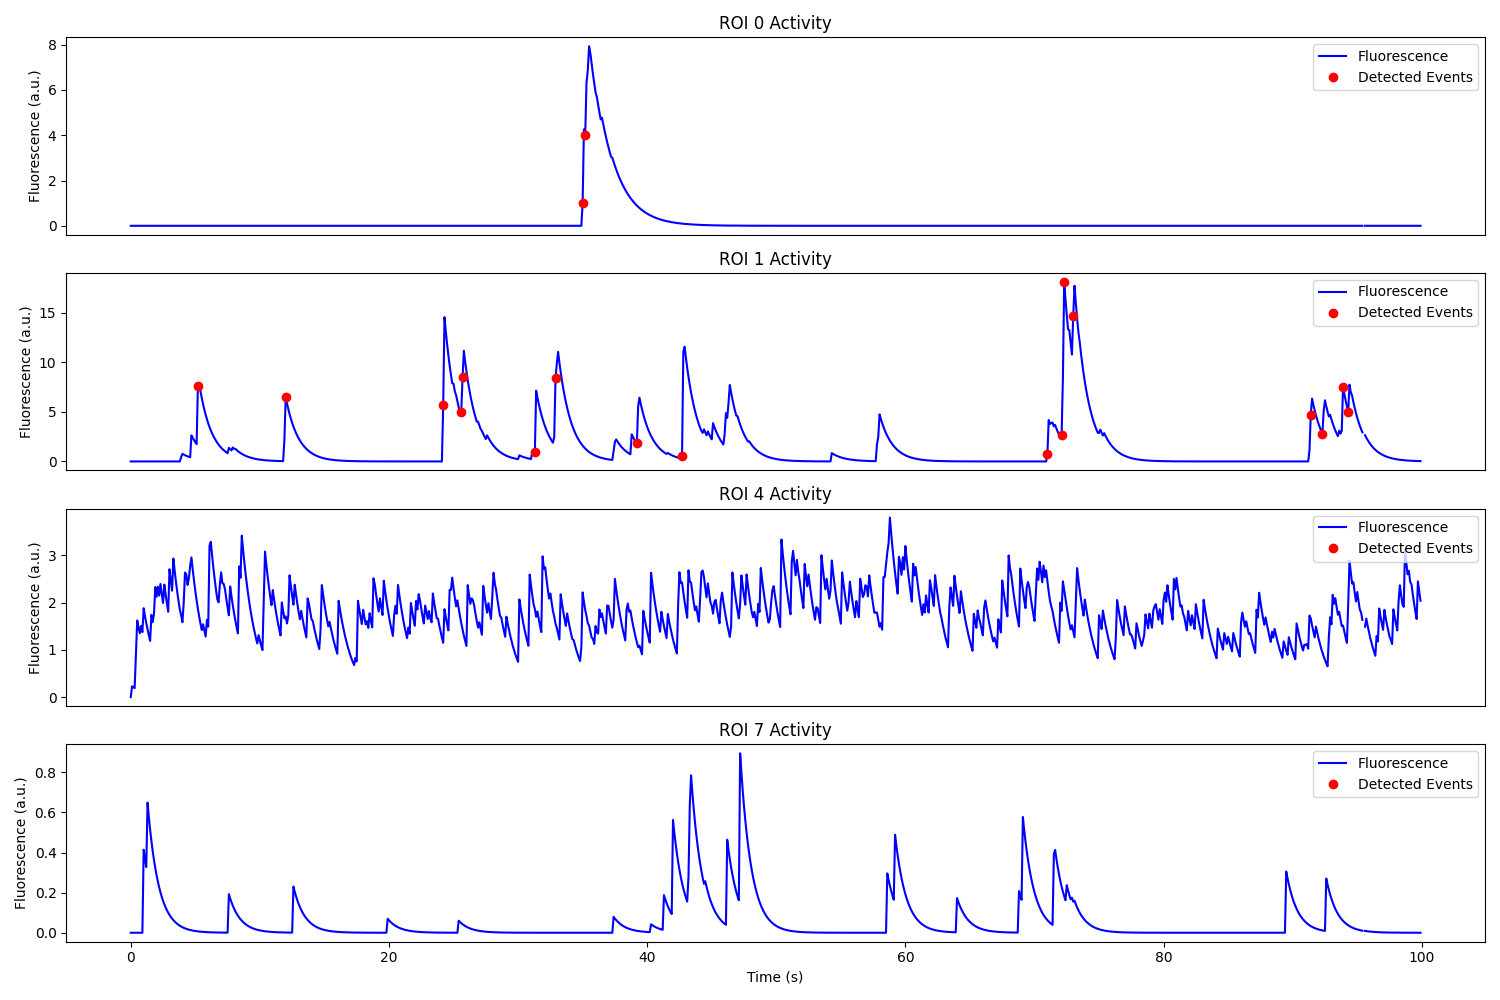 ROI 0 Activity
Fluorescence (a.u.)
8
6
4
2
0
Fluorescence
Detected Events
ROI 1 Activity
Fluorescence (a.u.)
15
10
5
0
Fluorescence
Detected Events
ROI 4 Activity
Fluorescence (a.u.)
3
2
1
0
Fluorescence
Detected Events
ROI 7 Activity
Fluorescence (a.u.)
0.8
0.6
0.4
0.2
0.0
Fluorescence
Detected Events
0 20 40 60 80 100
Time (s)